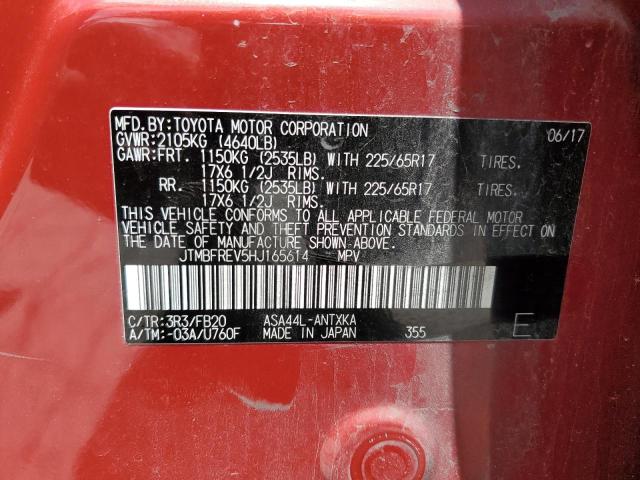 MFD.BY:TOYOTA MOTOR CORPORATION 06/17
GVWR:2105KG (4640LB)
GAWR:FRT. 1150KG (2535LB) WITH 225/65R17 TIRES.
17X6 1/2J RIMS.
RR. 1150KG (2535LB) WITH 225/65R17 TIRES.
17X6 1/2J RIMS.
THIS VEHICLE CONFORMS TO ALL APPLICABLE FEDERAL MOTOR
VEHICLE SAFETY AND THEFT PREVENTION STANDARDS IN EFFECT ON
THE DATE OF MANUFACTURE SHOWN ABOVE.
JTMBFREV5HJ165614 MPV
C/TR:3R3/FB20 ASA44L-ANTXKA
A/TM:-03A/U760F MADE IN JAPAN 355 E